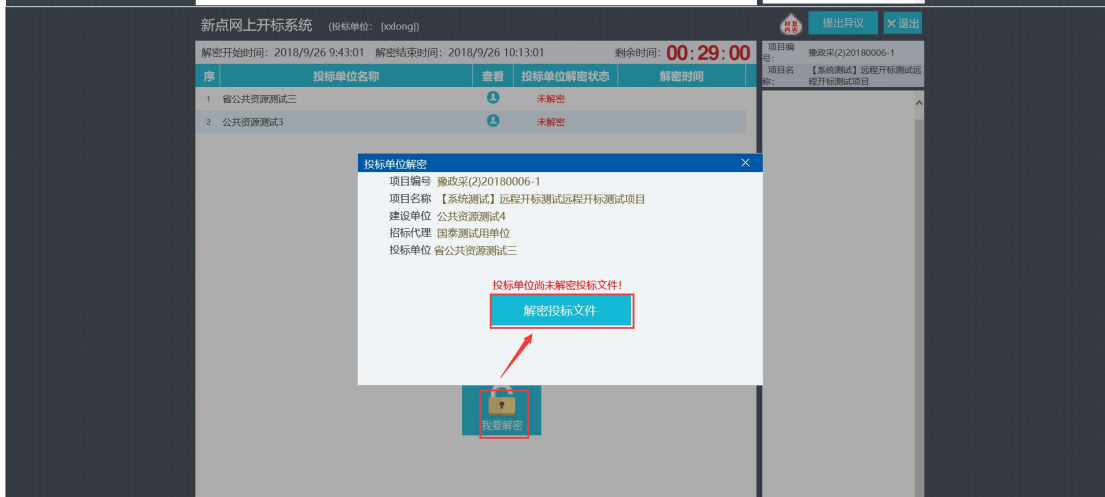 新点网上开标系统 (投标单位: [xxlong])
回复内容
提出异议
×退出
解密开始时间: 2018/9/26 9:43:01 解密结束时间: 2018/9/26 10:13:01 剩余时间: 00:29:00
项目编号: 豫政采(2)20180006-1
项目名称: 【系统测试】远程开标测试远程开标测试项目
序 投标单位名称 查看 投标单位解密状态 解密时间
1 省公共资源测试三 未解密
2 公共资源测试3 未解密
投标单位解密 ×
项目编号 豫政采(2)20180006-1
项目名称 【系统测试】远程开标测试远程开标测试项目
建设单位 公共资源测试4
招标代理 国泰测试用单位
投标单位 省公共资源测试三
投标单位尚未解密投标文件!
解密投标文件
我要解密